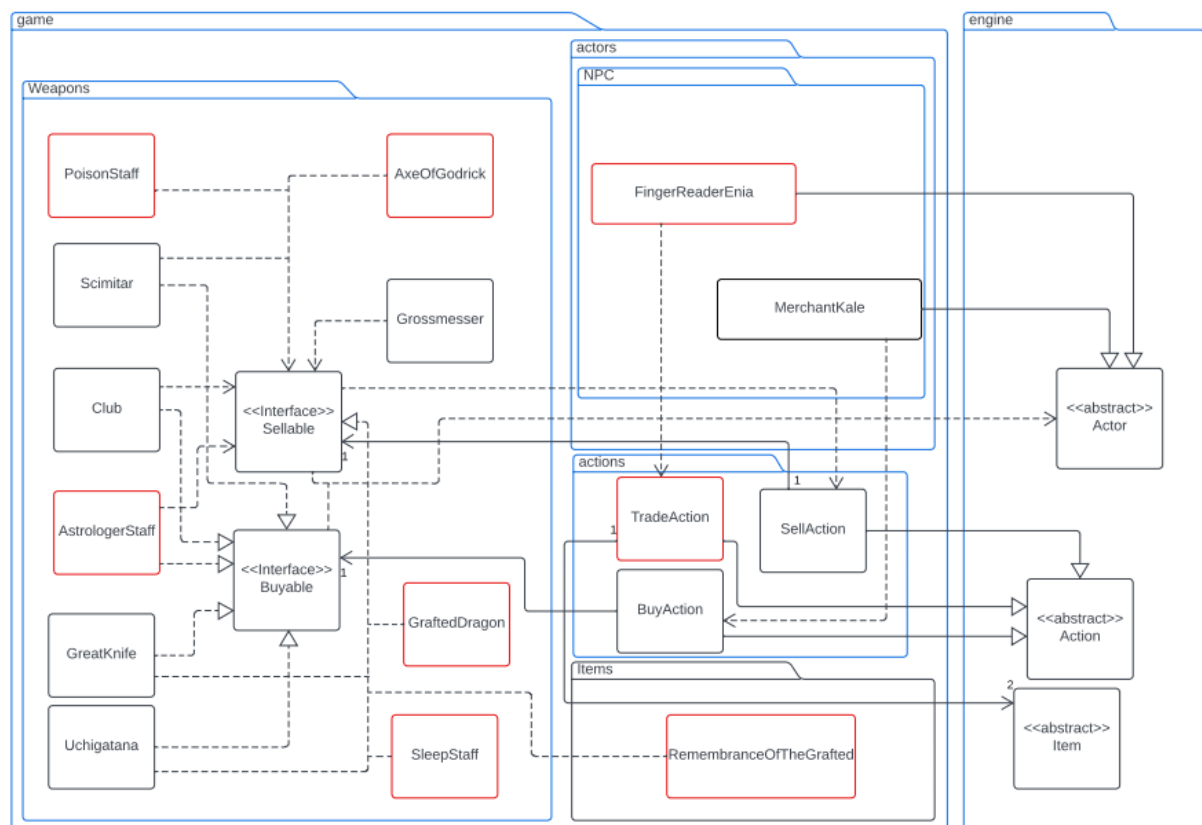 game
engine
actors
NPC
Weapons
PoisonStaff
AxeOfGodrick
FingerReaderEnia
Scimitar
Grossmesser
MerchantKale
Club
<<Interface>>
Sellable
<<abstract>>
Actor
1
actions
1
AstrologerStaff
TradeAction
SellAction
1
<<Interface>>
Buyable
1
BuyAction
GraftedDragon
<<abstract>>
Action
GreatKnife
Items
2
Uchigatana
SleepStaff
RemembranceOfTheGrafted
<<abstract>>
Item